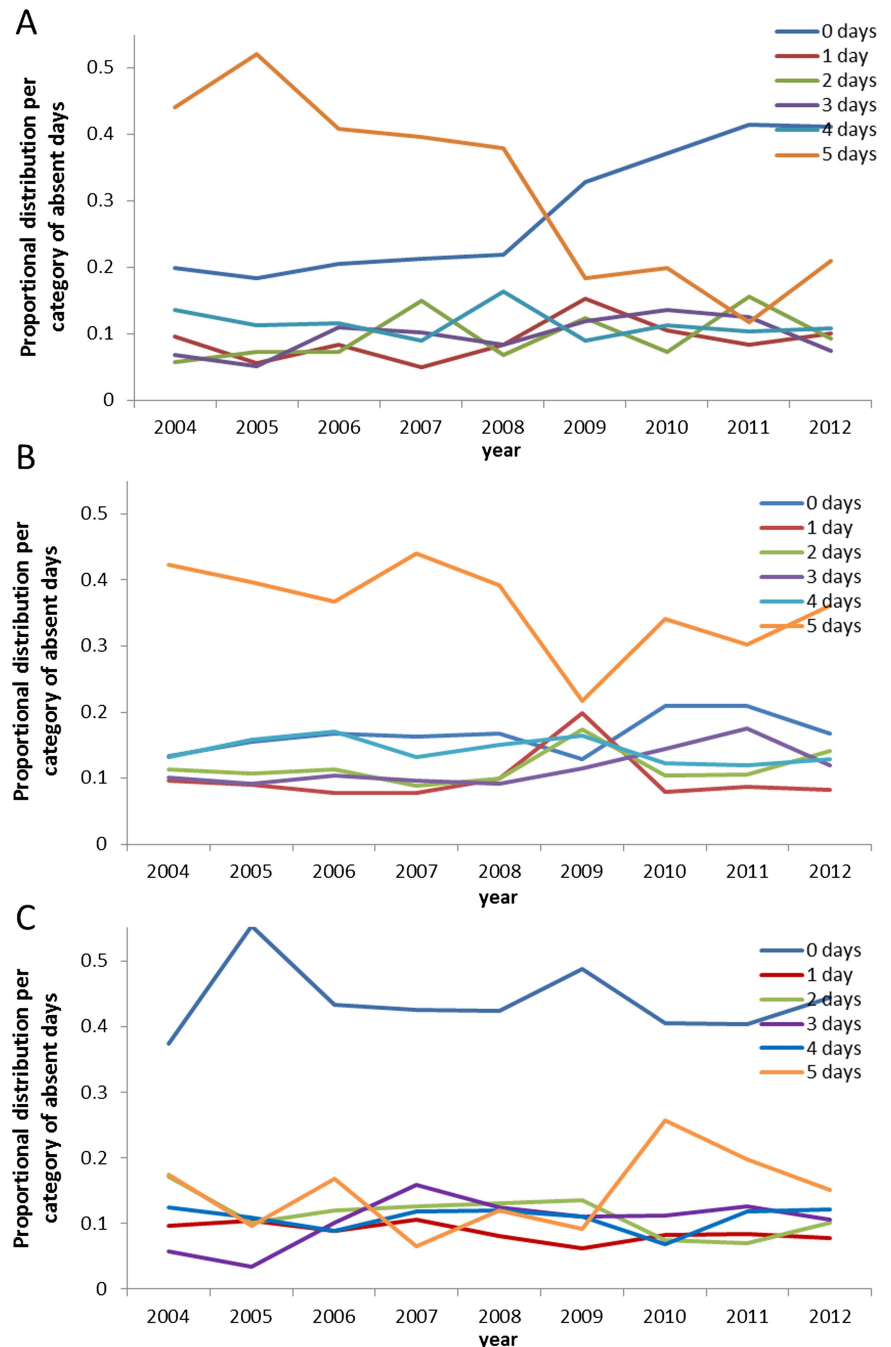 A
Proportional distribution per
category of absent days
0.5
0.4
0.3
0.2
0.1
0
0 days
1 day
2 days
3 days
4 days
5 days
2004 2005 2006 2007 2008 2009 2010 2011 2012
year
B
Proportional distribution per
category of absent days
0.5
0.4
0.3
0.2
0.1
0
0 days
1 day
2 days
3 days
4 days
5 days
2004 2005 2006 2007 2008 2009 2010 2011 2012
year
C
Proportional distribution per
category of absent days
0.5
0.4
0.3
0.2
0.1
0
0 days
1 day
2 days
3 days
4 days
5 days
2004 2005 2006 2007 2008 2009 2010 2011 2012
year